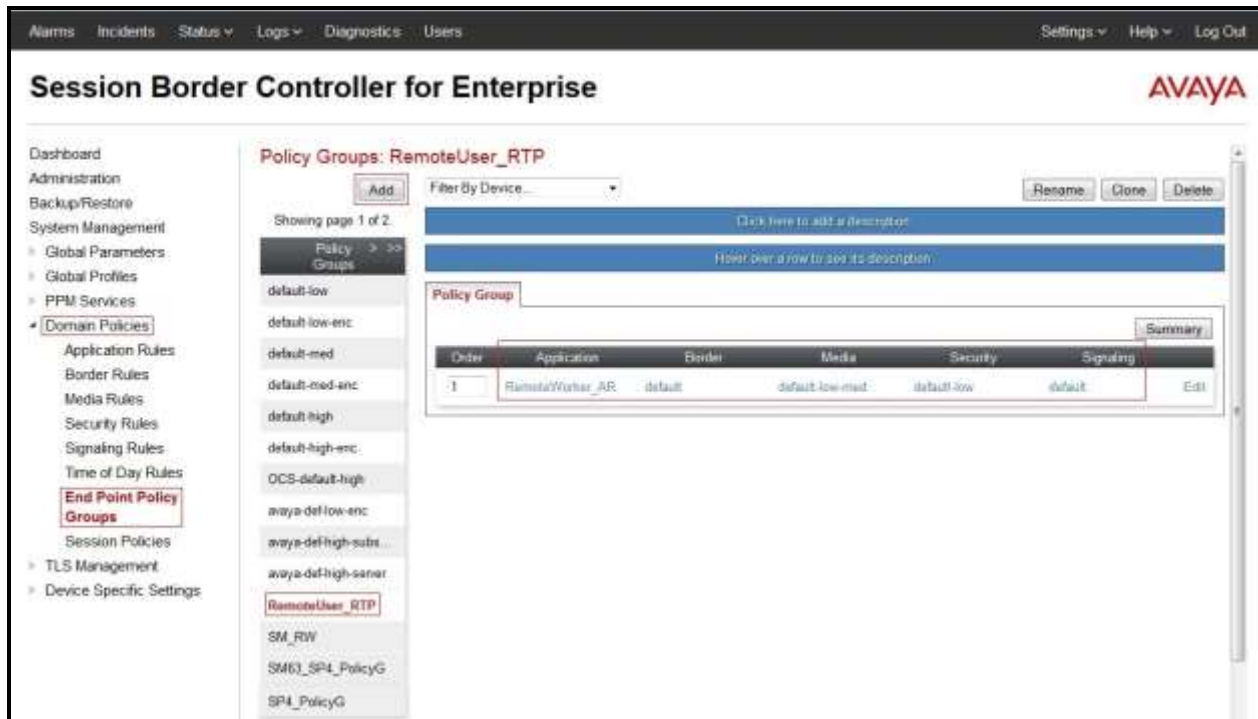 Alarms Incidents Status Logs Diagnostics Users Settings Help Log Out
Session Border Controller for Enterprise
AVAYA
Dashboard
Administration
Backup/Restore
System Management
Global Parameters
Global Profiles
PPM Services
Domain Policies
Application Rules
Border Rules
Media Rules
Security Rules
Signaling Rules
Time of Day Rules
End Point Policy
Groups
Session Policies
TLS Management
Device Specific Settings
Policy Groups: RemoteUser_RTP
Add
Filter By Device...
Rename Clone Delete
Showing page 1 of 2.
Policy > >>
Groups
default-low
default-low-enc
default-med
default-med-enc
default-high
default-high-enc
OCS-default-high
avaya-def-low-enc
avaya-def-high-subs...
avaya-def-high-server
RemoteUser_RTP
SM_RW
SM63_SP4_PolicyG
SP4_PolicyG
Click here to add a description.
Hover over a row to see its description.
Policy Group
Summary
Order Application Border Media Security Signaling
1 RemoteWorker_AR default default-low-med default-low default Edit